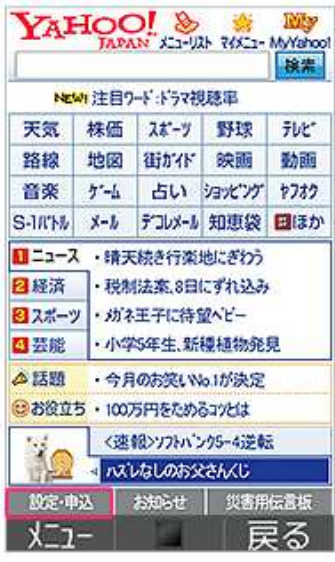 YAHOO!
JAPAN
メニューリスト マイメニュー My Yahoo!
検索
NEW! 注目ワード:ドラマ視聴率
天気 株価 スポーツ 野球 テレビ
路線 地図 街ガイド 映画 動画
音楽 ゲーム 占い ショッピング ヤフオク
S-1バトル メール デコレメール 知恵袋 ほか
1 ニュース ・晴天続き行楽地にぎわう
2 経済 ・税制法案、8日にずれ込み
3 スポーツ ・メガネ王子に待望ベビー
4 芸能 ・小学5年生、新種植物発見
話題 ・今月のお笑いNo.1が決定
お役立ち ・100万円をためるコツとは
<速報>ソフトバンク5-4逆転
ハズレなしのお父さんくじ
設定・申込 お知らせ 災害用伝言板
メニュー 戻る